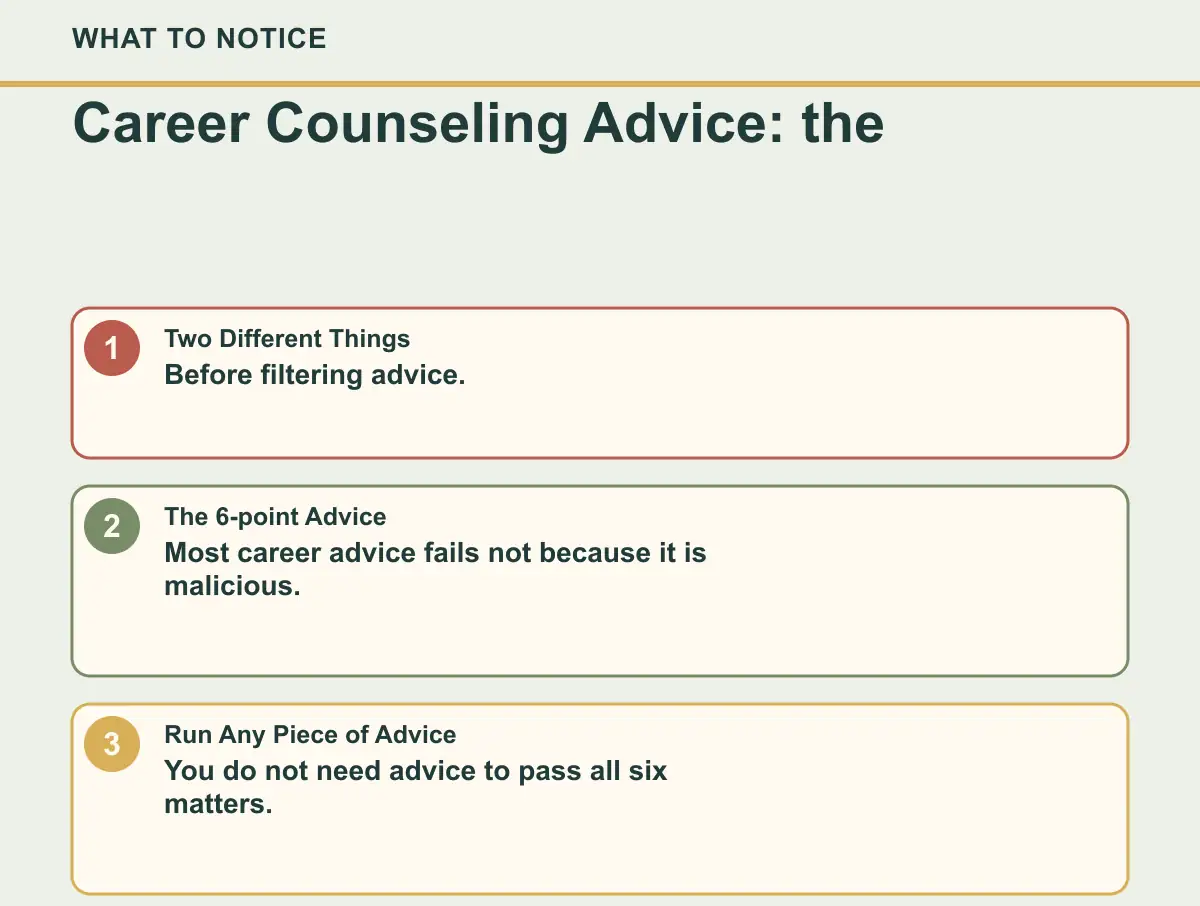 WHAT TO NOTICE
Career Counseling Advice: the
1
Two Different Things
Before filtering advice.
2
The 6-point Advice
Most career advice fails not because it is
malicious.
3
Run Any Piece of Advice
You do not need advice to pass all six
matters.